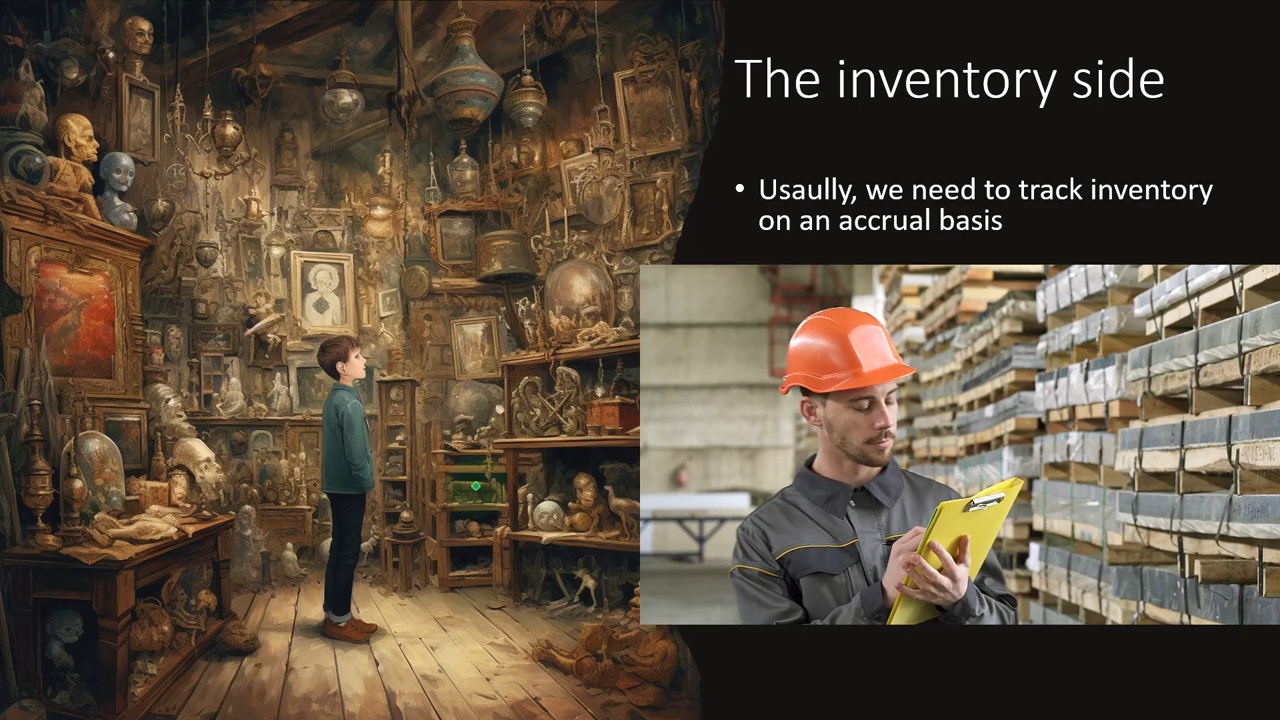 The inventory side
• Usaully, we need to track inventory
on an accrual basis